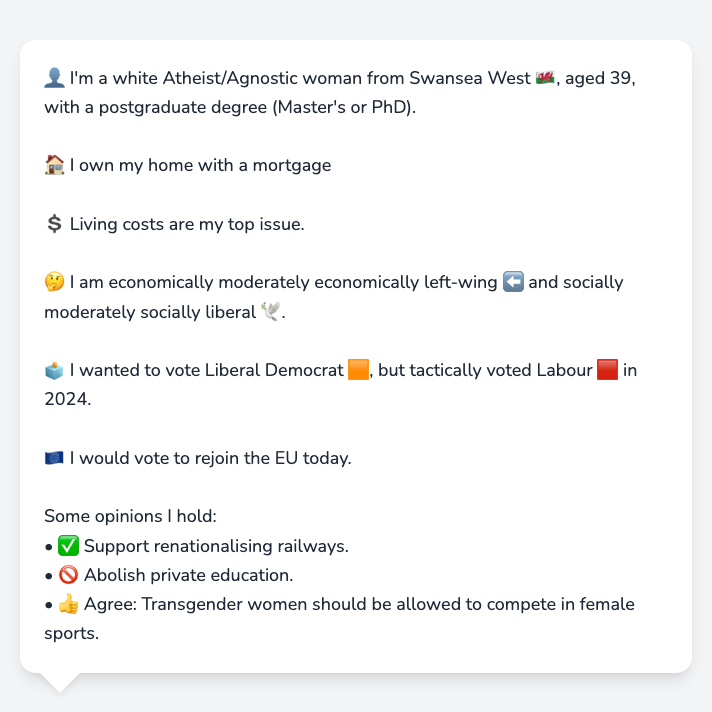 👤 I'm a white Atheist/Agnostic woman from Swansea West 🏴󠁧󠁢󠁷󠁬󠁳󠁿, aged 39,
with a postgraduate degree (Master's or PhD).
🏠 I own my home with a mortgage
💲 Living costs are my top issue.
🤔 I am economically moderately economically left-wing ⬅️ and socially
moderately socially liberal 🕊️.
🗳️ I wanted to vote Liberal Democrat 🟧, but tactically voted Labour 🟥 in
2024.
🇪🇺 I would vote to rejoin the EU today.
Some opinions I hold:
• ✅ Support renationalising railways.
• 🚫 Abolish private education.
• 👍 Agree: Transgender women should be allowed to compete in female
sports.